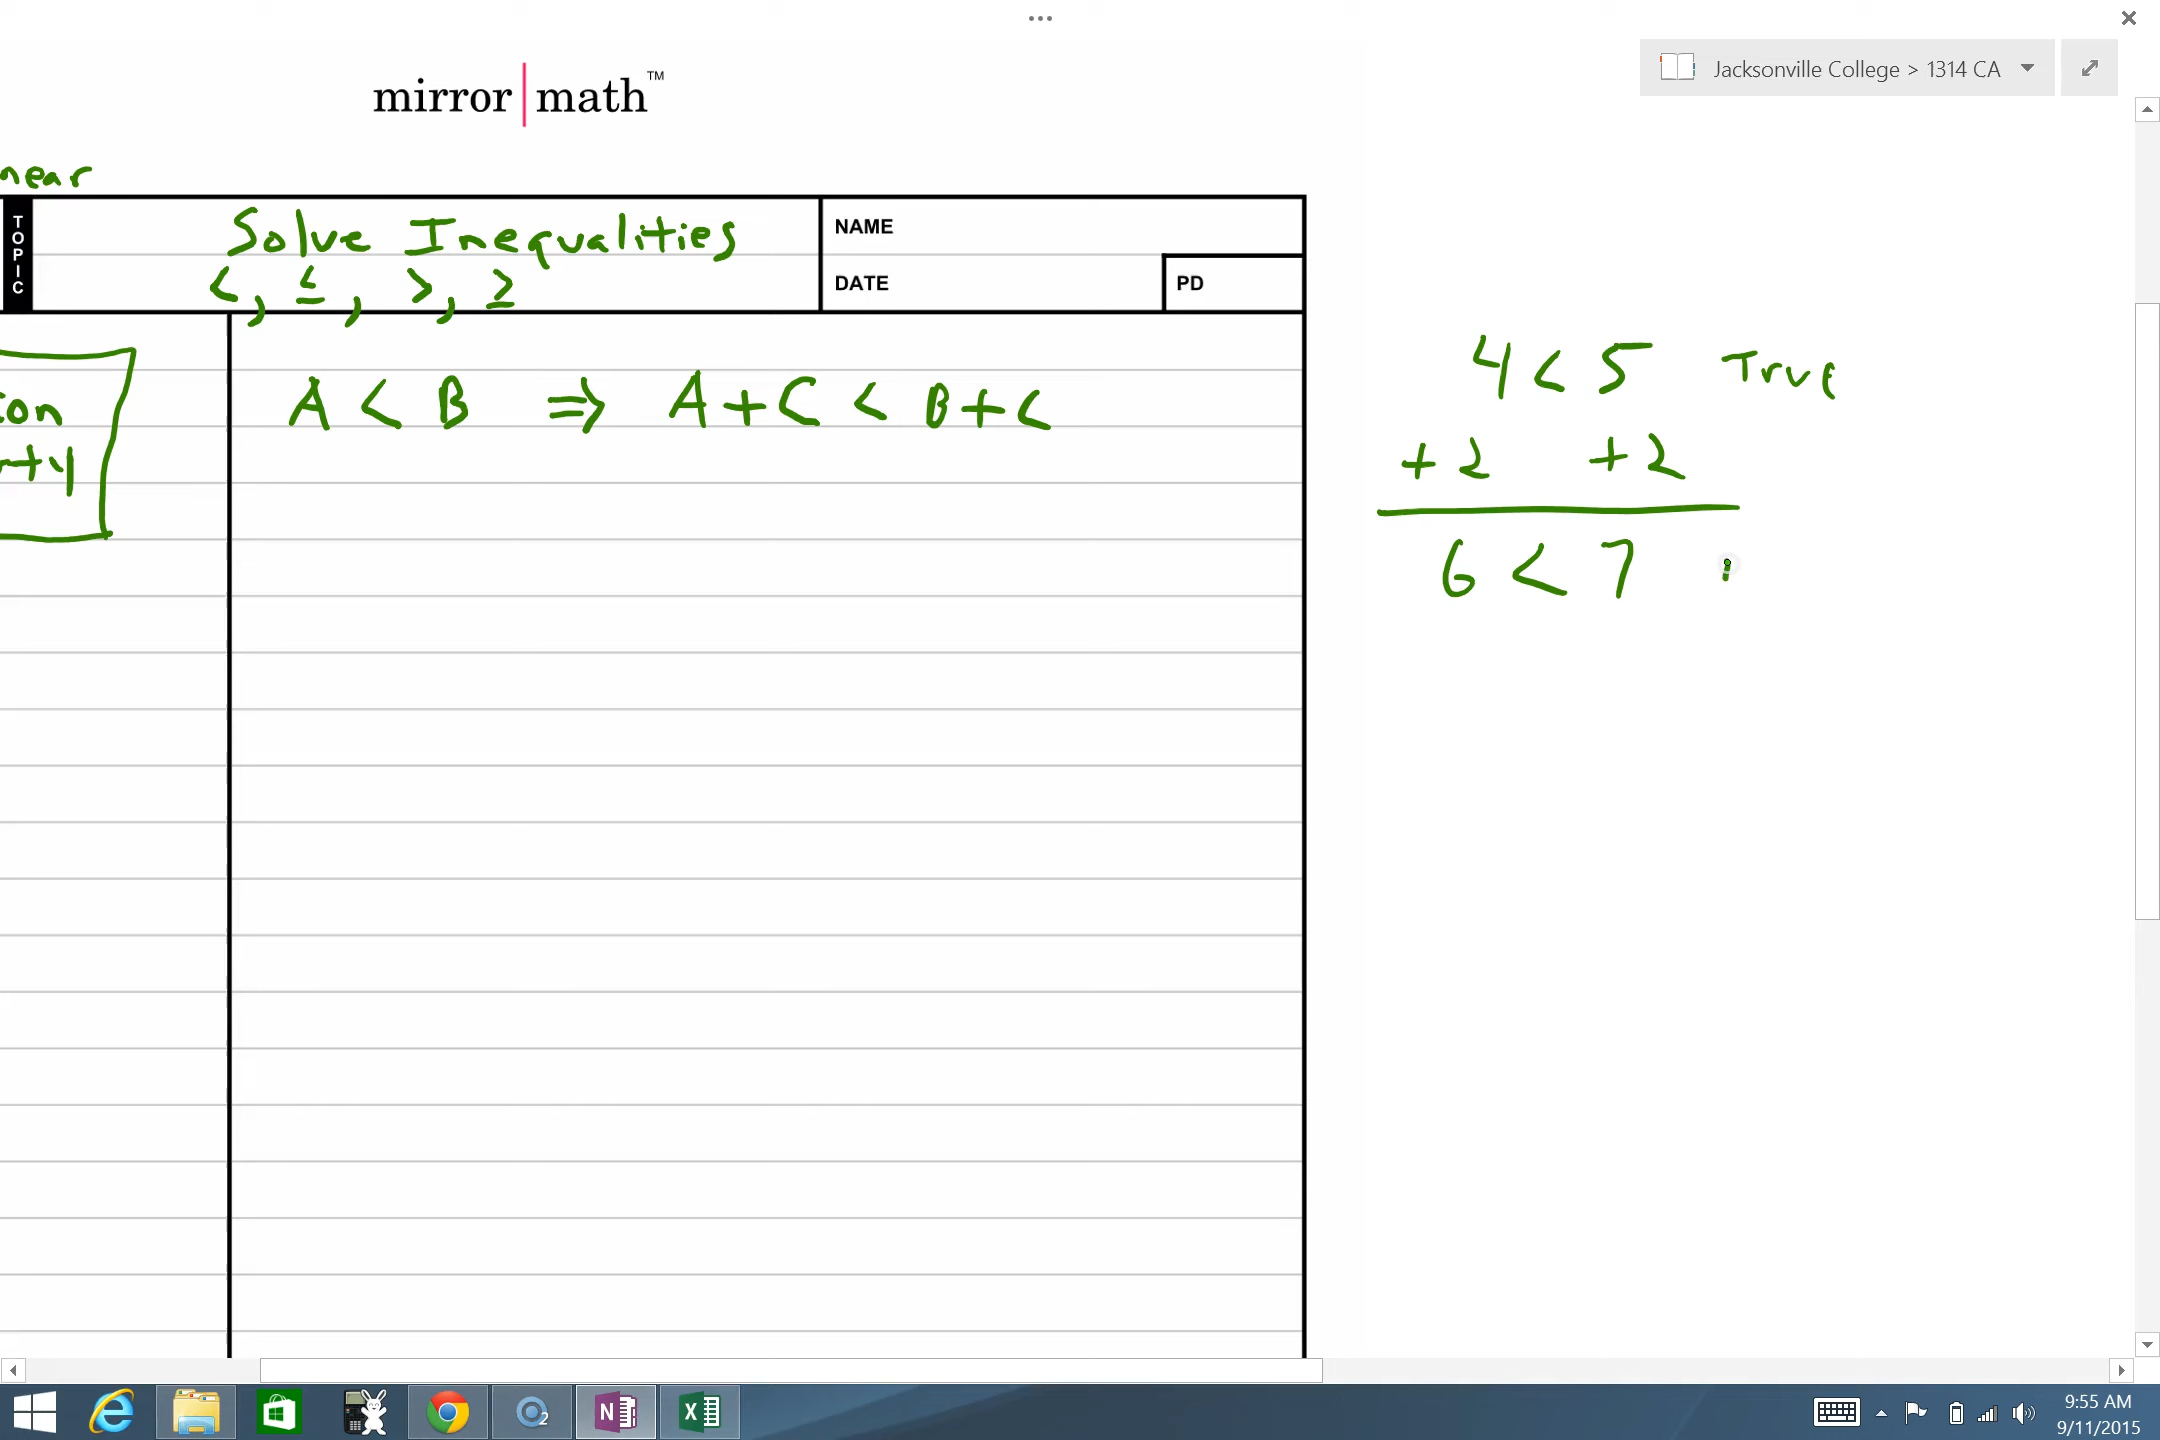 Jacksonville College > 1314 CA
mirror|math™
near
TOPIC
Solve Inequalities
<, ≤, >, ≥
NAME
DATE
PD
on
rty
A < B ⇒ A+C < B+C
4 < 5 True
+2 +2
6 < 7
9:55 AM
9/11/2015